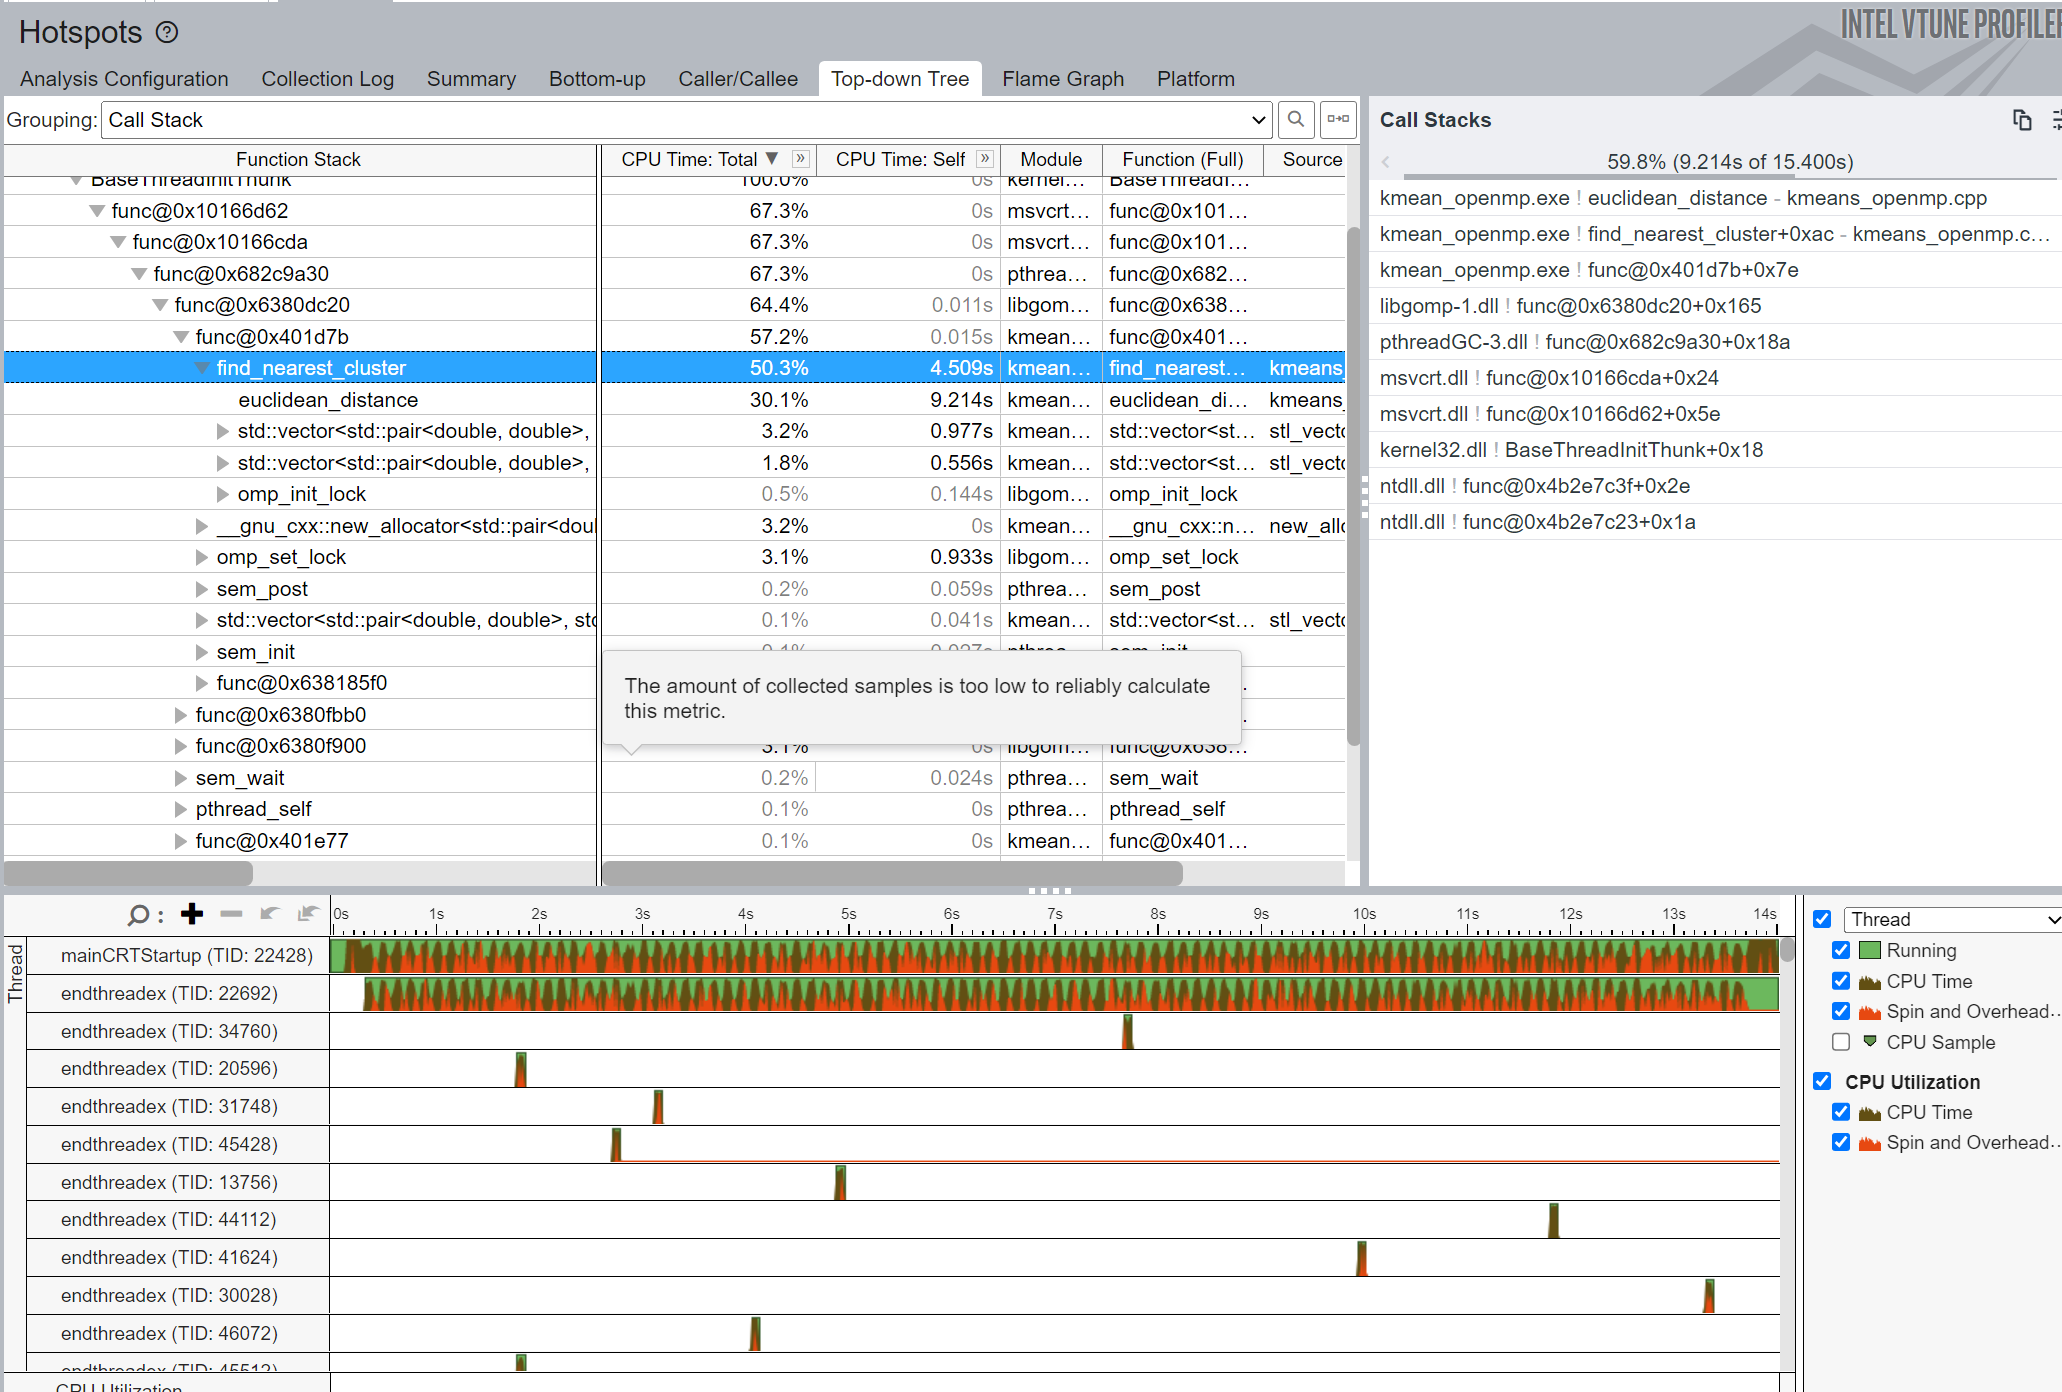 Hotspots ?
INTEL VTUNE PROFILER
Analysis Configuration Collection Log Summary Bottom-up Caller/Callee Top-down Tree Flame Graph Platform
Grouping: Call Stack
Function Stack CPU Time: Total ▼ » CPU Time: Self » Module Function (Full) Source
BaseThreadInitThunk 100.0% 0s kernel... BaseThreadI...
func@0x10166d62 67.3% 0s msvcrt... func@0x101...
func@0x10166cda 67.3% 0s msvcrt... func@0x101...
func@0x682c9a30 67.3% 0s pthrea... func@0x682...
func@0x6380dc20 64.4% 0.011s libgom... func@0x638...
func@0x401d7b 57.2% 0.015s kmean... func@0x401...
find_nearest_cluster 50.3% 4.509s kmean... find_nearest... kmeans_
euclidean_distance 30.1% 9.214s kmean... euclidean_di... kmeans_
std::vector<std::pair<double, double>, 3.2% 0.977s kmean... std::vector<st... stl_vecto
std::vector<std::pair<double, double>, 1.8% 0.556s kmean... std::vector<st... stl_vecto
omp_init_lock 0.5% 0.144s libgom... omp_init_lock
__gnu_cxx::new_allocator<std::pair<doul 3.2% 0s kmean... __gnu_cxx::n... new_allo
omp_set_lock 3.1% 0.933s libgom... omp_set_lock
sem_post 0.2% 0.059s pthrea... sem_post
std::vector<std::pair<double, double>, std 0.1% 0.041s kmean... std::vector<st... stl_vecto
sem_init 0.1% 0.027s pthrea... sem_init
func@0x638185f0
func@0x6380fbb0
func@0x6380f900 3.1% 0s libgom... func@0x638...
The amount of collected samples is too low to reliably calculate
this metric.
sem_wait 0.2% 0.024s pthrea... sem_wait
pthread_self 0.1% 0s pthrea... pthread_self
func@0x401e77 0.1% 0s kmean... func@0x401...
Call Stacks
59.8% (9.214s of 15.400s)
kmean_openmp.exe ! euclidean_distance - kmeans_openmp.cpp
kmean_openmp.exe ! find_nearest_cluster+0xac - kmeans_openmp.c...
kmean_openmp.exe ! func@0x401d7b+0x7e
libgomp-1.dll ! func@0x6380dc20+0x165
pthreadGC-3.dll ! func@0x682c9a30+0x18a
msvcrt.dll ! func@0x10166cda+0x24
msvcrt.dll ! func@0x10166d62+0x5e
kernel32.dll ! BaseThreadInitThunk+0x18
ntdll.dll ! func@0x4b2e7c3f+0x2e
ntdll.dll ! func@0x4b2e7c23+0x1a
0s 1s 2s 3s 4s 5s 6s 7s 8s 9s 10s 11s 12s 13s 14s
Thread
mainCRTStartup (TID: 22428)
endthreadex (TID: 22692)
endthreadex (TID: 34760)
endthreadex (TID: 20596)
endthreadex (TID: 31748)
endthreadex (TID: 45428)
endthreadex (TID: 13756)
endthreadex (TID: 44112)
endthreadex (TID: 41624)
endthreadex (TID: 30028)
endthreadex (TID: 46072)
endthreadex (TID: 45512)
CPU Utilization
Thread
Running
CPU Time
Spin and Overhead...
CPU Sample
CPU Utilization
CPU Time
Spin and Overhead...